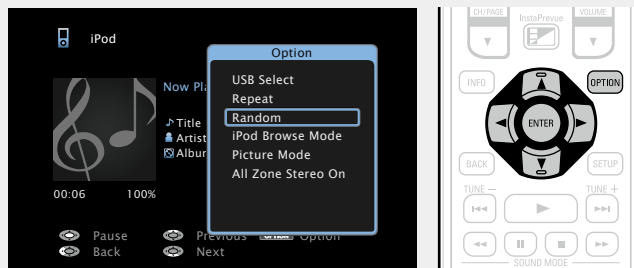 iPod
Option
USB Select
Repeat
Random
iPod Browse Mode
Picture Mode
All Zone Stereo On
Now Pla
Title
Artist
Albur
00:06 100%
Pause Previous OPTION Option
Back Next
CH/PAGE InstaPrevue VOLUME
INFO OPTION
ENTER
BACK SETUP
TUNE − TUNE +
SOUND MODE